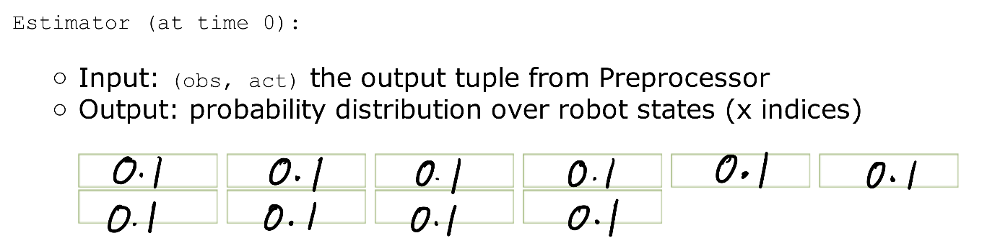 Estimator (at time 0):
○ Input: (obs, act) the output tuple from Preprocessor
○ Output: probability distribution over robot states (x indices)
0.1 0.1 0.1 0.1 0.1 0.1
0.1 0.1 0.1 0.1